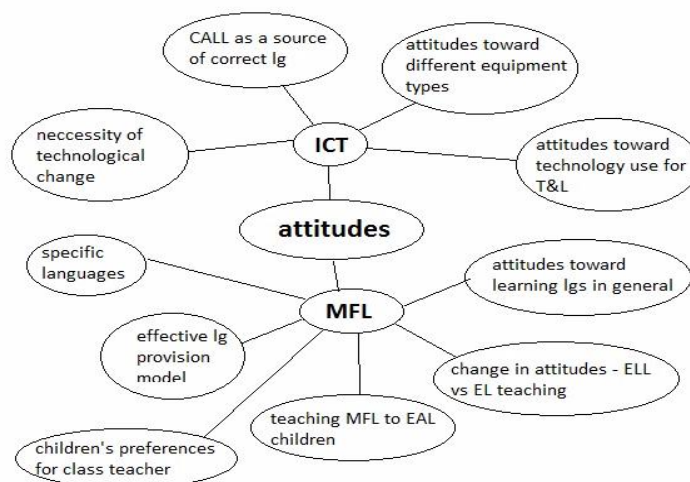 CALL as a source
of correct lg
attitudes toward
different equipment
types
neccessity of
technological
change
ICT
attitudes toward
technology use for
T&L
attitudes
specific
languages
attitudes toward
learning lgs in general
MFL
effective lg
provision
model
change in attitudes - ELL
vs EL teaching
teaching MFL to EAL
children
children's preferences
for class teacher